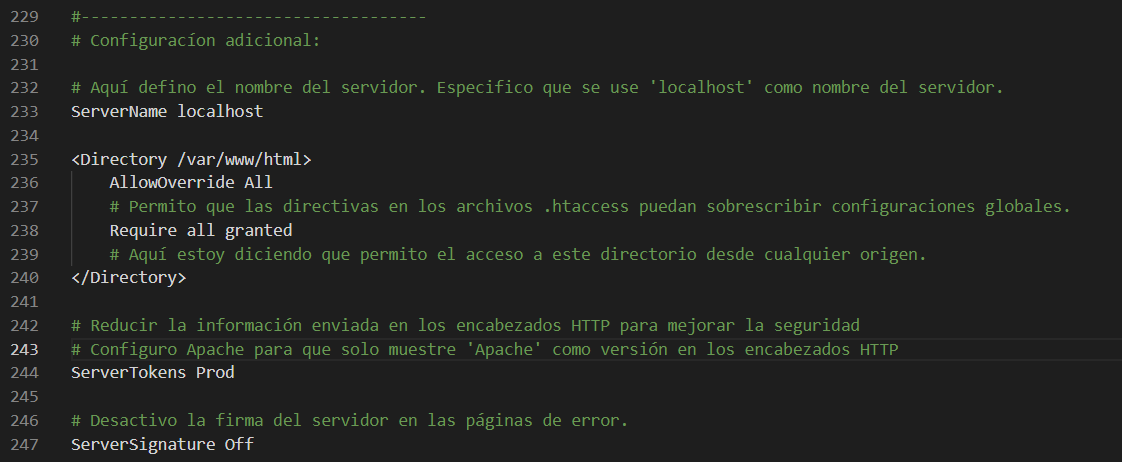 229 #------------------------------------
230 # Configuracíon adicional:
231
232 # Aquí defino el nombre del servidor. Especifico que se use 'localhost' como nombre del servidor.
233 ServerName localhost
234
235 <Directory /var/www/html>
236     AllowOverride All
237     # Permito que las directivas en los archivos .htaccess puedan sobrescribir configuraciones globales.
238     Require all granted
239     # Aquí estoy diciendo que permito el acceso a este directorio desde cualquier origen.
240 </Directory>
241
242 # Reducir la información enviada en los encabezados HTTP para mejorar la seguridad
243 # Configuro Apache para que solo muestre 'Apache' como versión en los encabezados HTTP
244 ServerTokens Prod
245
246 # Desactivo la firma del servidor en las páginas de error.
247 ServerSignature Off